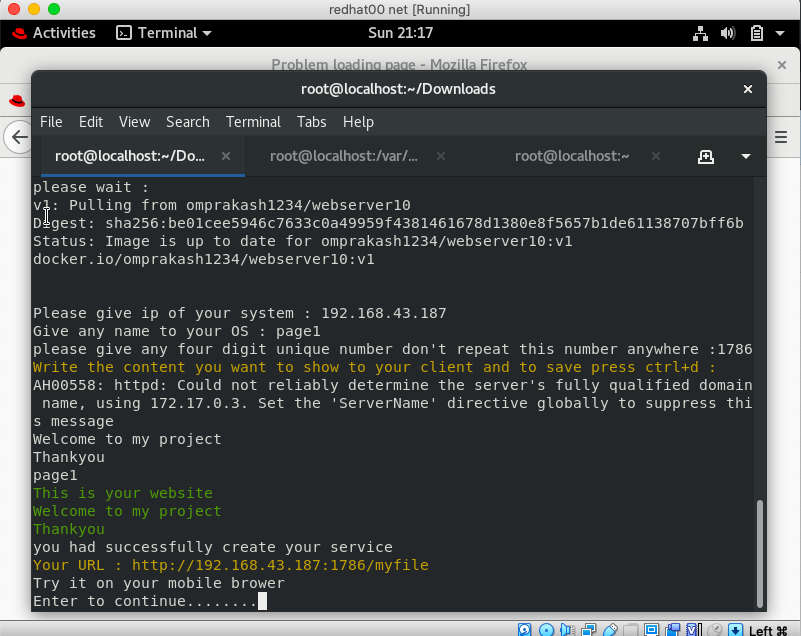 redhat00 net [Running]
Activities
Terminal
Sun 21:17
Problem loading page - Mozilla Firefox
root@localhost:~/Downloads
File Edit View Search Terminal Tabs Help
root@localhost:~/Do...
root@localhost:/var/...
root@localhost:~
please wait :
v1: Pulling from omprakash1234/webserver10
Digest: sha256:be01cee5946c7633c0a49959f4381461678d1380e8f5657b1de61138707bff6b
Status: Image is up to date for omprakash1234/webserver10:v1
docker.io/omprakash1234/webserver10:v1
Please give ip of your system : 192.168.43.187
Give any name to your OS : page1
please give any four digit unique number don't repeat this number anywhere :1786
Write the content you want to show to your client and to save press ctrl+d :
AH00558: httpd: Could not reliably determine the server's fully qualified domain
name, using 172.17.0.3. Set the 'ServerName' directive globally to suppress thi
s message
Welcome to my project
Thankyou
page1
This is your website
Welcome to my project
Thankyou
you had successfully create your service
Your URL : http://192.168.43.187:1786/myfile
Try it on your mobile brower
Enter to continue........
Left ⌘